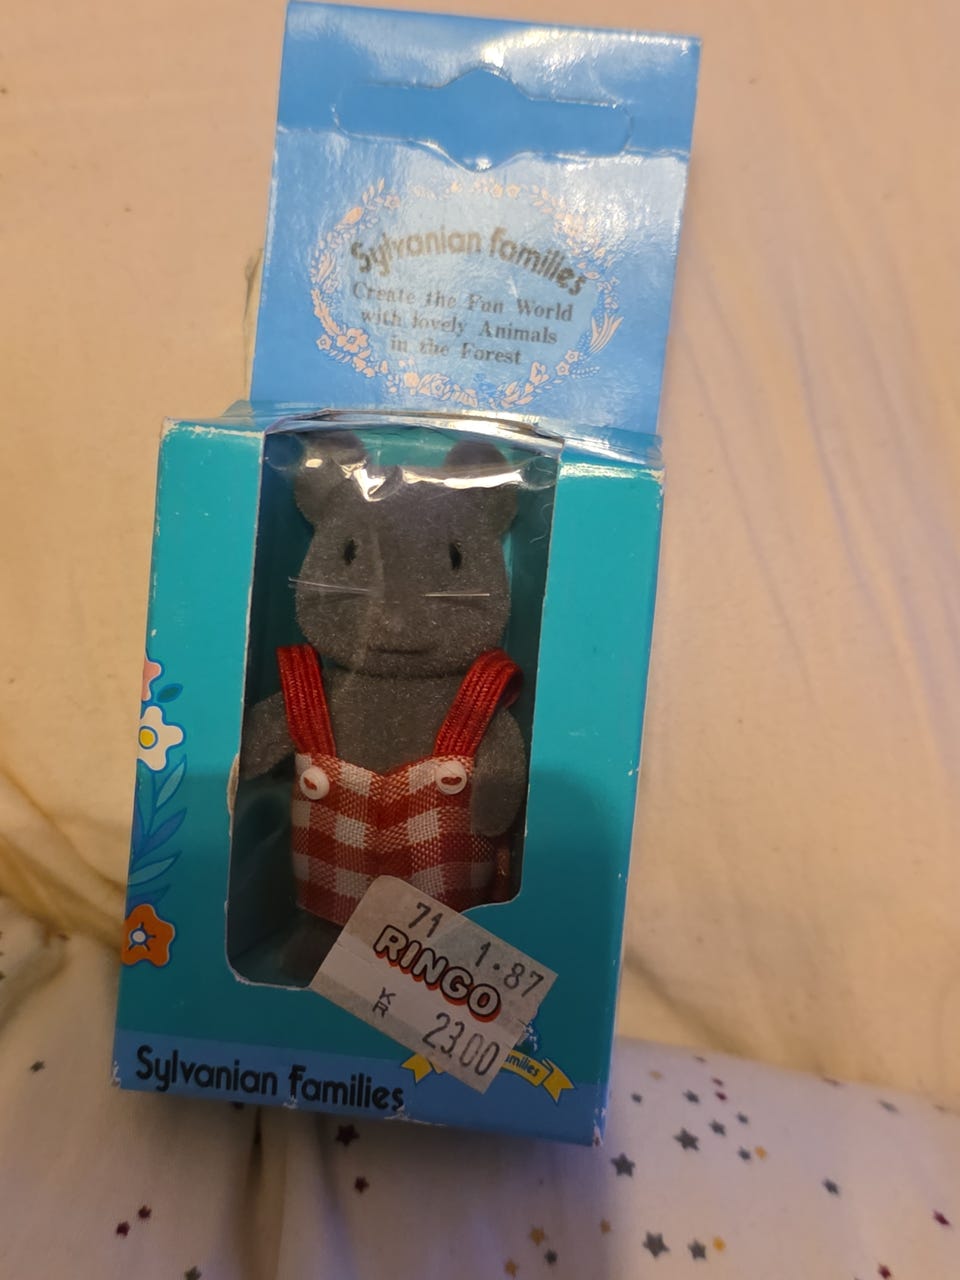 Sylvanian families
Create the Fun World
with lovely Animals
in the Forest
71 1.87
RINGO
KR 23.00
milies
Sylvanian families